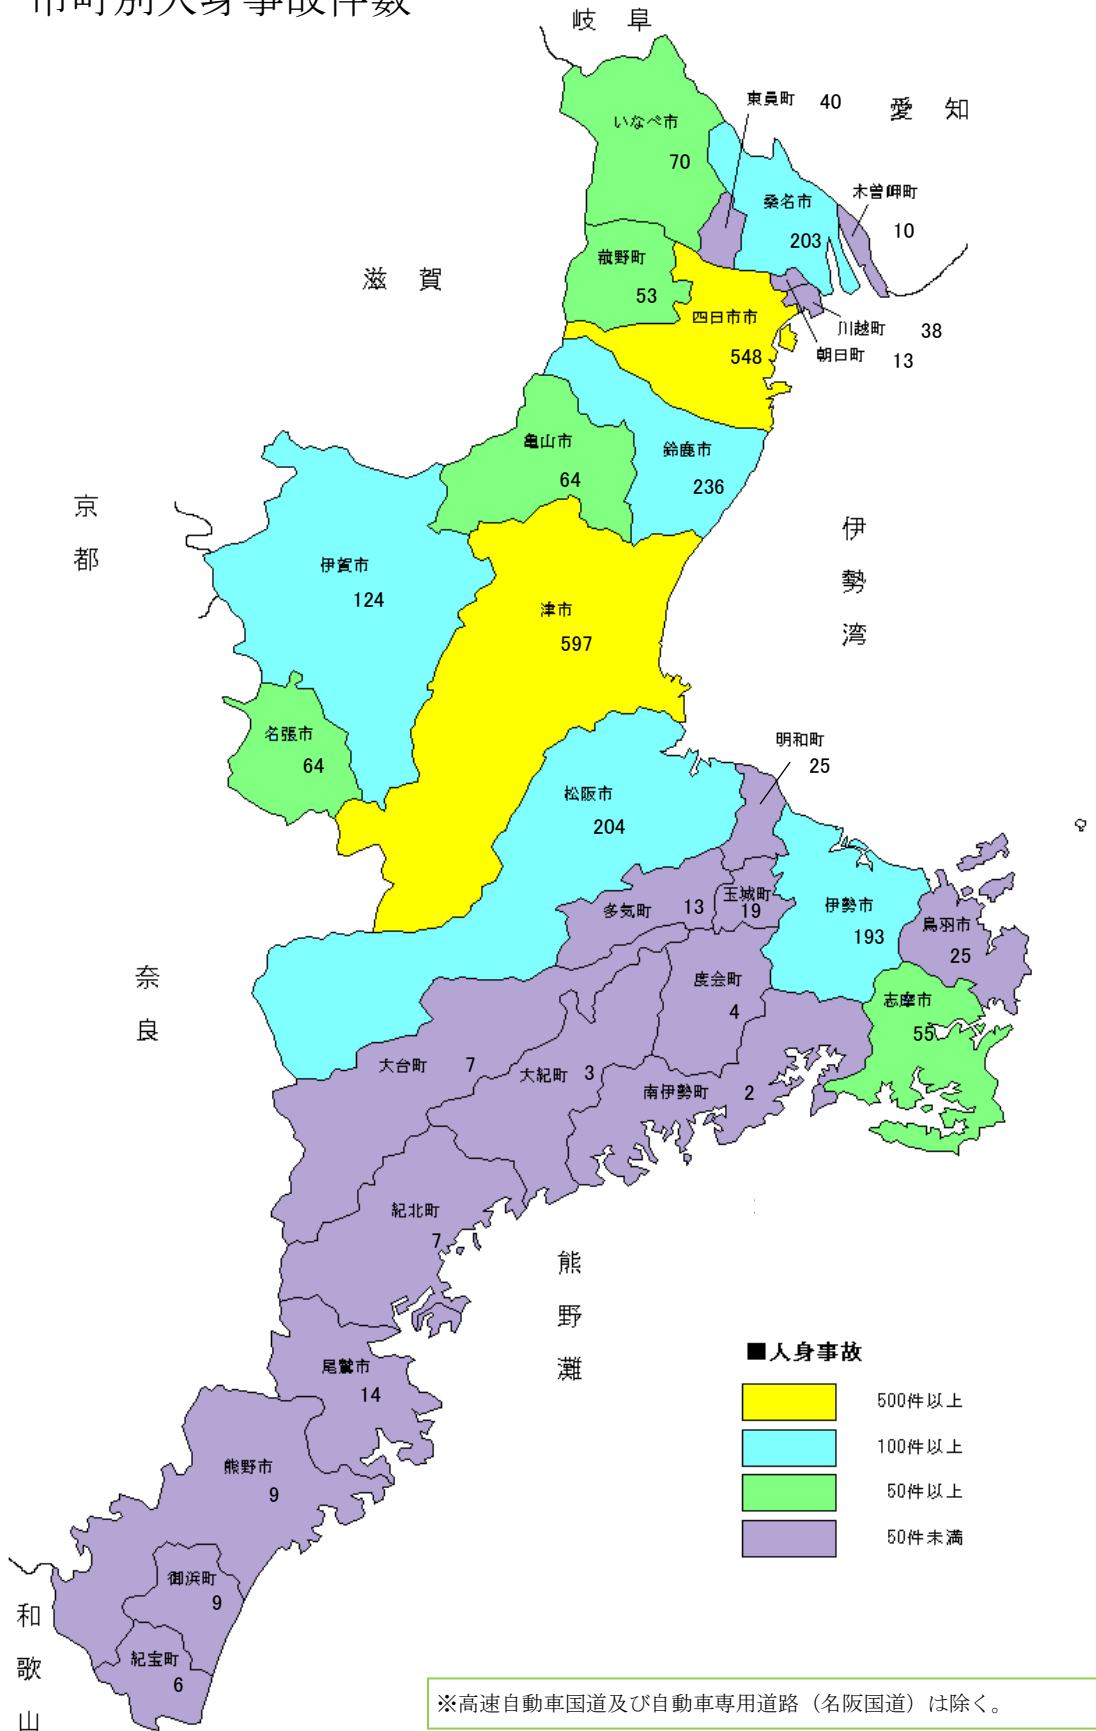 市町別人身事故件数
岐 阜
愛 知
滋 賀
京都
奈良
和歌山
伊勢湾
熊野灘
いなべ市
70
東員町 40
桑名市
203
木曽岬町
10
菰野町
53
四日市市
548
川越町 38
朝日町 13
亀山市
64
鈴鹿市
236
伊賀市
124
津市
597
名張市
64
松阪市
204
明和町
25
多気町 13
玉城町
19
伊勢市
193
鳥羽市
25
志摩市
55
度会町
4
大台町 7
大紀町 3
南伊勢町 2
紀北町
7
尾鷲市
14
熊野市
9
御浜町
9
紀宝町
6
■人身事故
500件以上
100件以上
50件以上
50件未満
※高速自動車国道及び自動車専用道路（名阪国道）は除く。